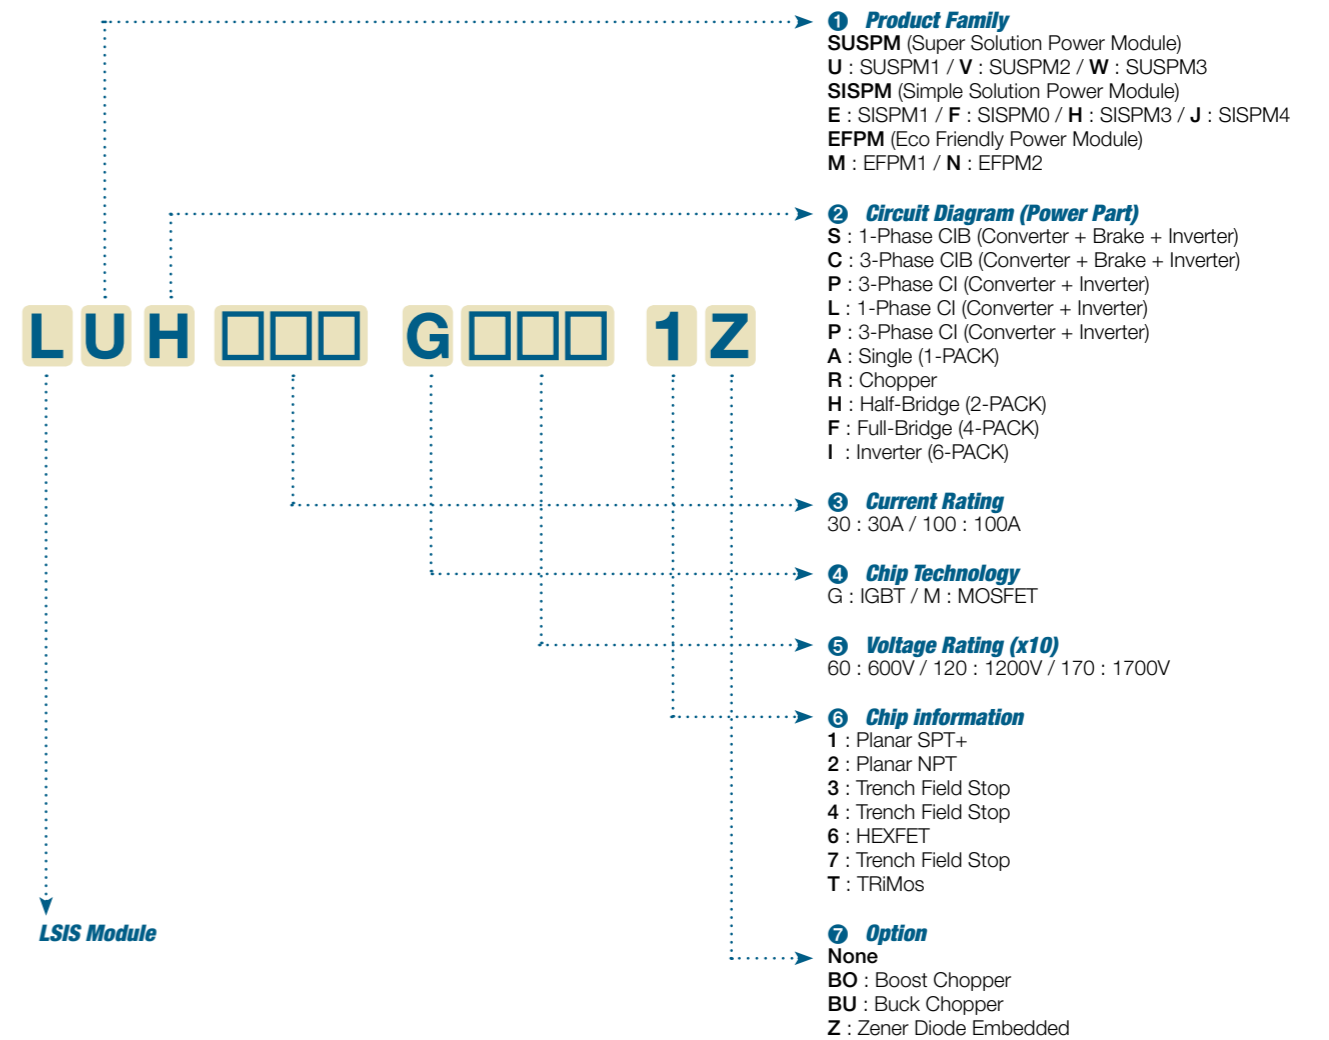 ❶ Product Family
SUSPM (Super Solution Power Module)
U : SUSPM1 / V : SUSPM2 / W : SUSPM3
SISPM (Simple Solution Power Module)
E : SISPM1 / F : SISPM0 / H : SISPM3 / J : SISPM4
EFPM (Eco Friendly Power Module)
M : EFPM1 / N : EFPM2
❷ Circuit Diagram (Power Part)
S : 1-Phase CIB (Converter + Brake + Inverter)
C : 3-Phase CIB (Converter + Brake + Inverter)
P : 3-Phase CI (Converter + Inverter)
L : 1-Phase CI (Converter + Inverter)
P : 3-Phase CI (Converter + Inverter)
A : Single (1-PACK)
R : Chopper
H : Half-Bridge (2-PACK)
F : Full-Bridge (4-PACK)
I : Inverter (6-PACK)
L U H □□□ G □□□ 1 Z
❸ Current Rating
30 : 30A / 100 : 100A
❹ Chip Technology
G : IGBT / M : MOSFET
❺ Voltage Rating (x10)
60 : 600V / 120 : 1200V / 170 : 1700V
❻ Chip information
1 : Planar SPT+
2 : Planar NPT
3 : Trench Field Stop
4 : Trench Field Stop
6 : HEXFET
7 : Trench Field Stop
T : TRiMos
LSIS Module
❼ Option
None
BO : Boost Chopper
BU : Buck Chopper
Z : Zener Diode Embedded